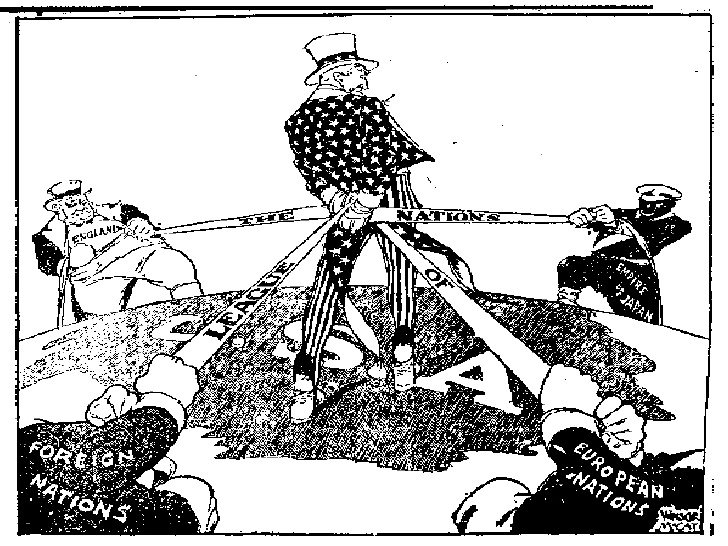 ENGLAND
THE
NATIONS
LEAGUE
OF
EMPIRE
OF JAPAN
U S A
FOREIGN
NATIONS
EUROPEAN
NATIONS